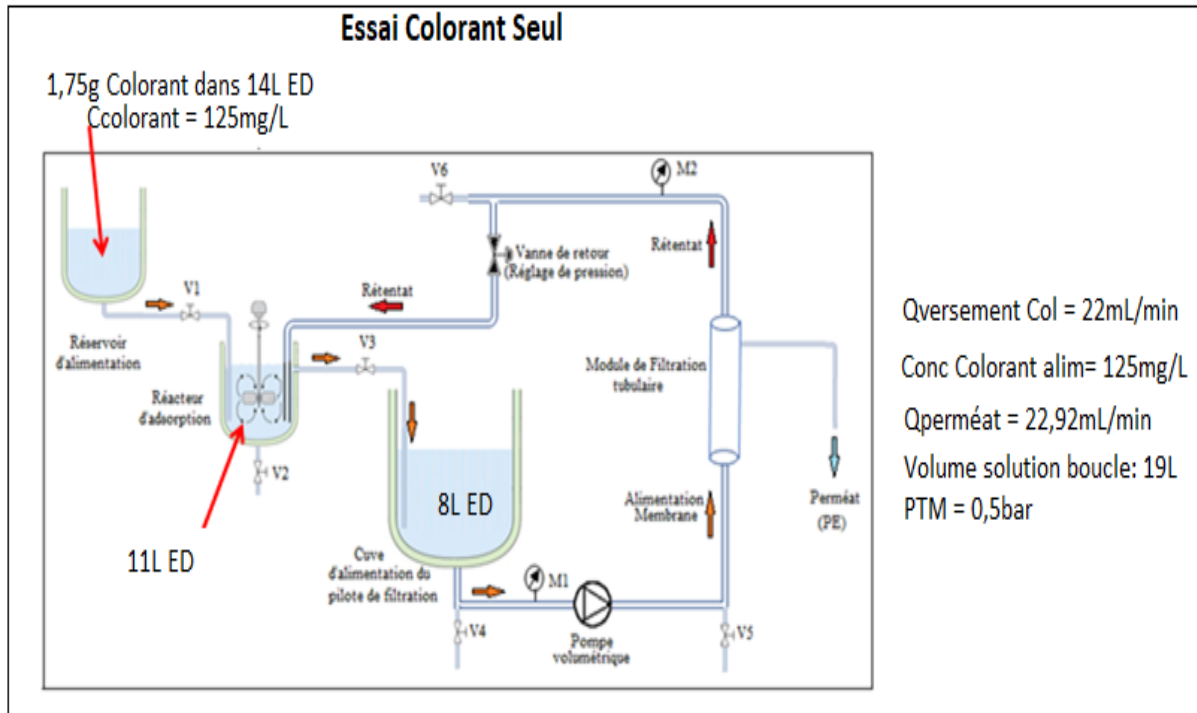 Essai Colorant Seul
1,75g Colorant dans 14L ED
Ccolorant = 125mg/L
V6
M2
Vanne de retour
(Réglage de pression)
Rétentat
V1
Rétentat
Réservoir
d'alimentation
V3
Réacteur
d'adsorption
Module de Filtration
tubulaire
V2
8L ED
Alimentation
Membrane
Perméat
(PE)
11L ED
Cuve
d'alimentation du
pilote de filtration
M1
V4
Pompe
volumétrique
V5
Qversement Col = 22mL/min
Conc Colorant alim= 125mg/L
Qperméat = 22,92mL/min
Volume solution boucle: 19L
PTM = 0,5bar